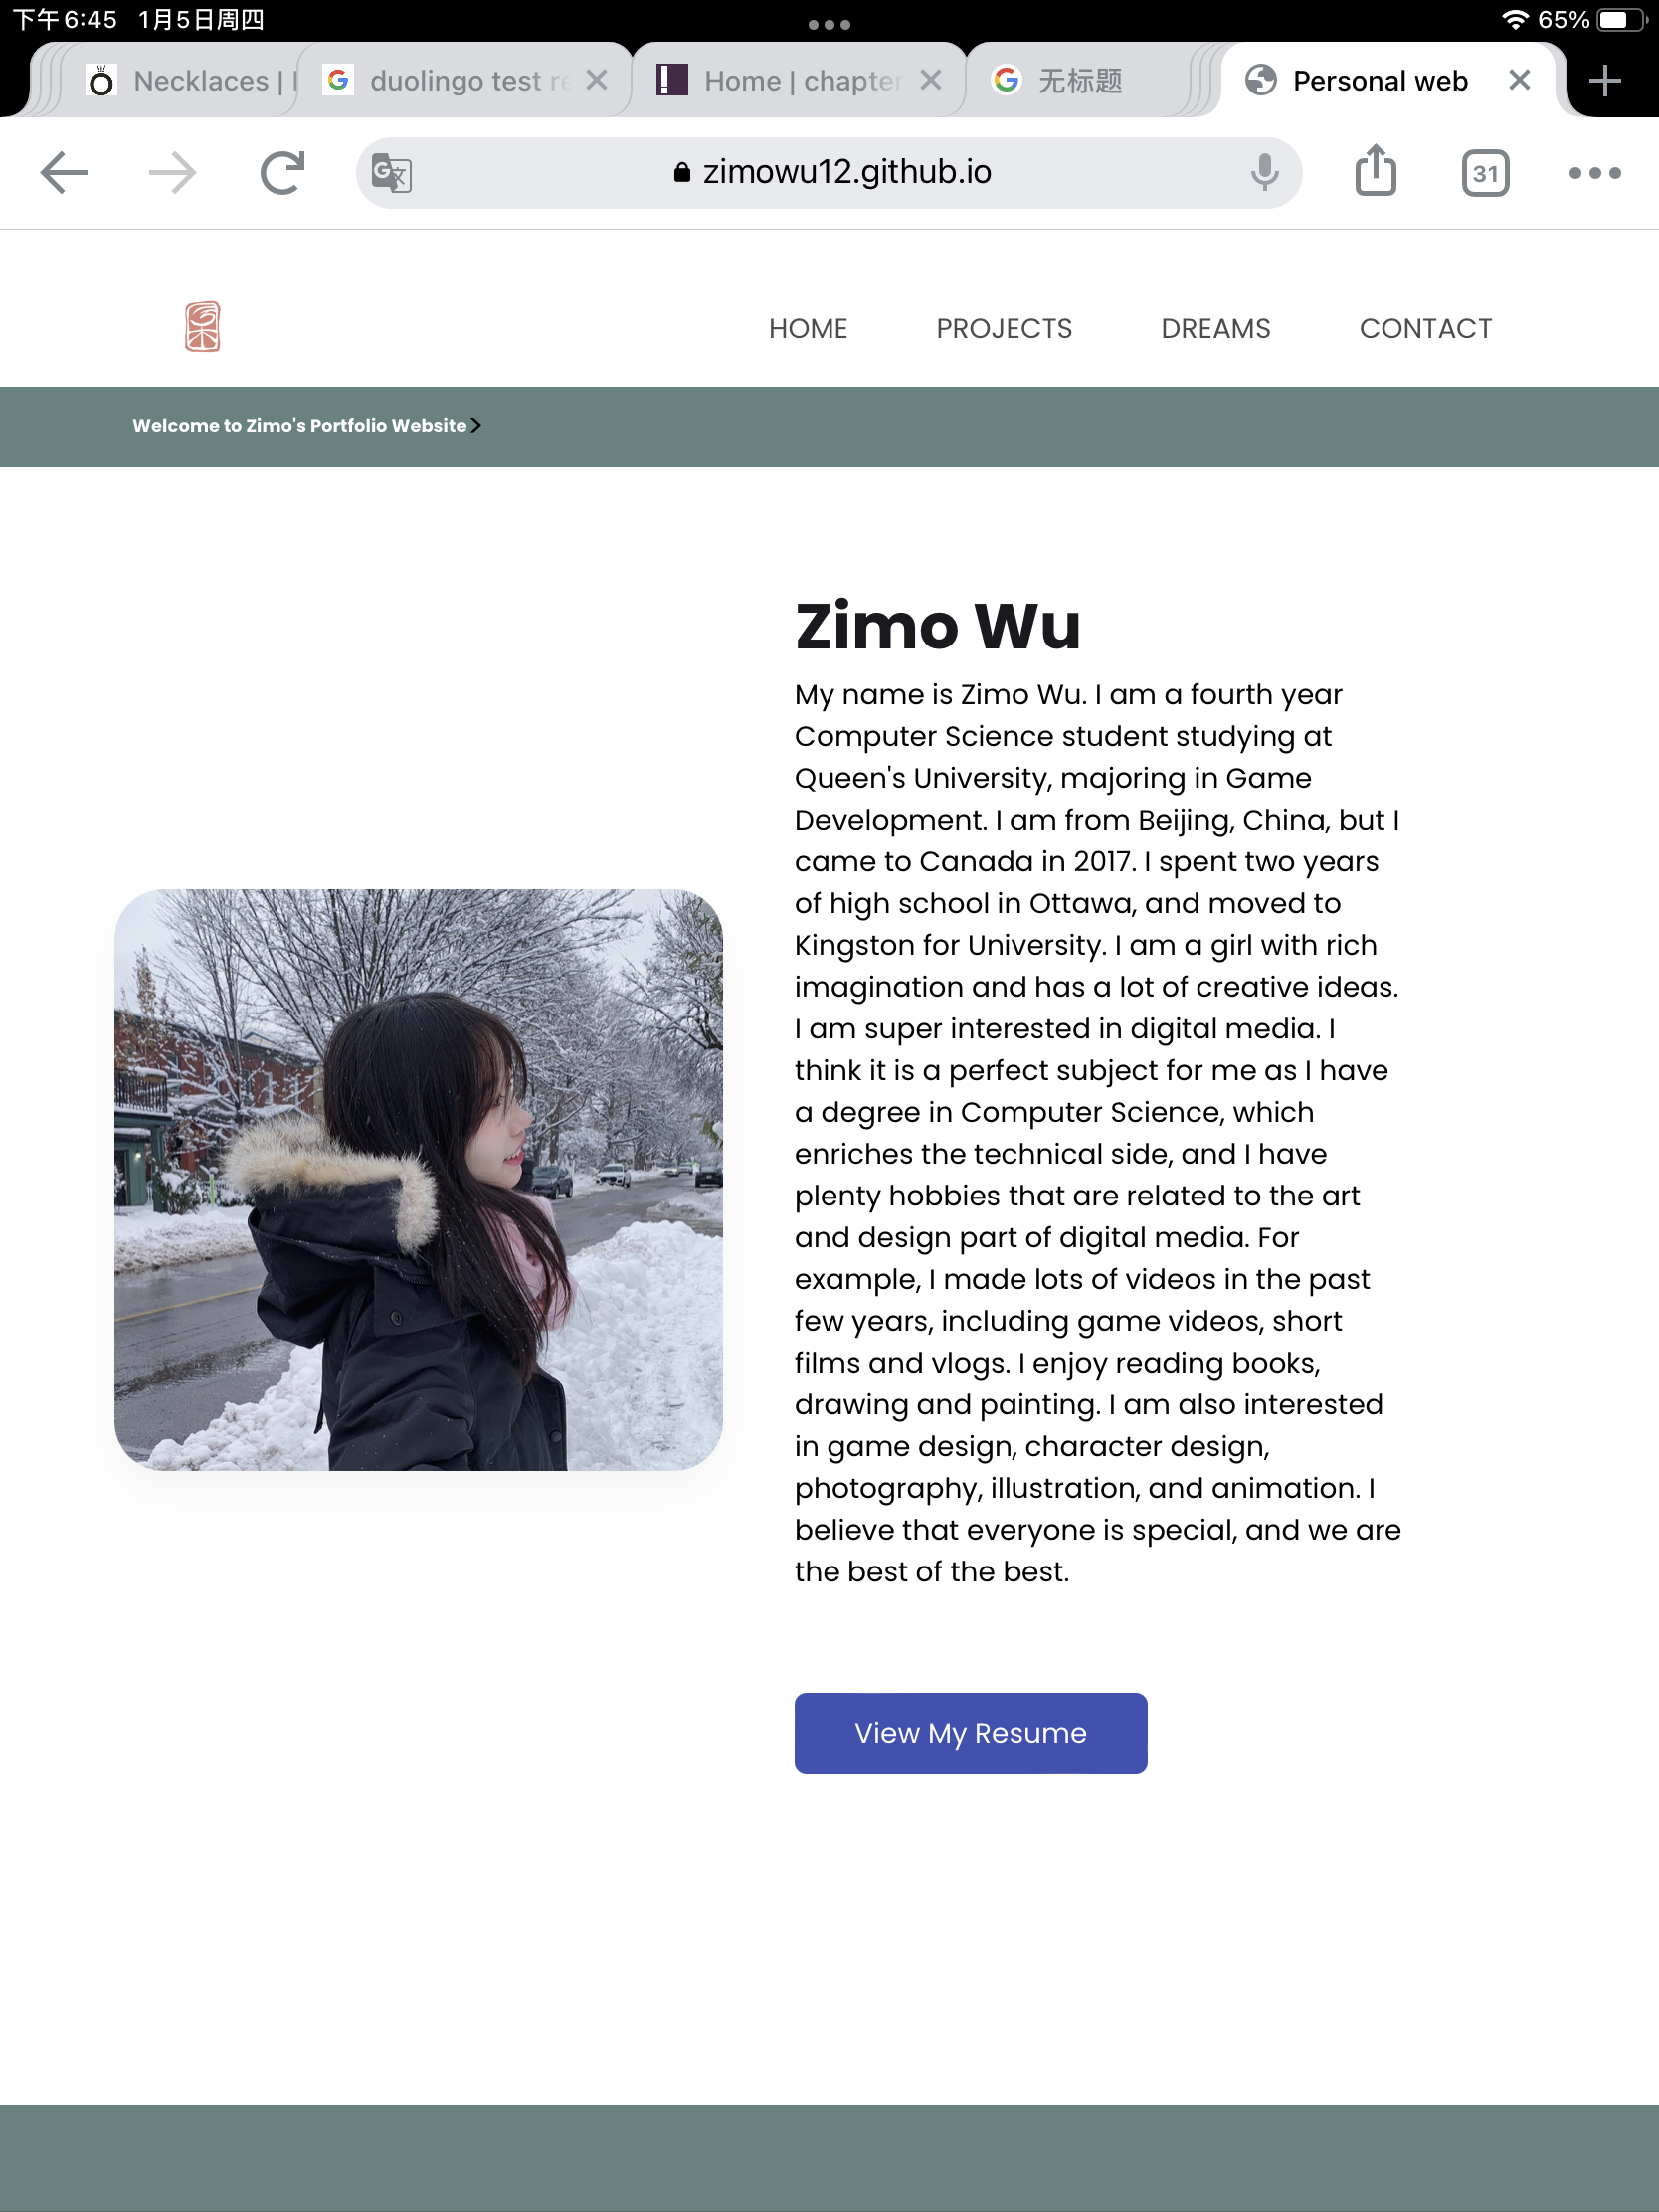 下午6:45 1月5日周四
65%
Necklaces |
duolingo test re
Home | chapter
无标题
Personal web
zimowu12.github.io
31
HOME PROJECTS DREAMS CONTACT
Welcome to Zimo's Portfolio Website
Zimo Wu
My name is Zimo Wu. I am a fourth year
Computer Science student studying at
Queen's University, majoring in Game
Development. I am from Beijing, China, but I
came to Canada in 2017. I spent two years
of high school in Ottawa, and moved to
Kingston for University. I am a girl with rich
imagination and has a lot of creative ideas.
I am super interested in digital media. I
think it is a perfect subject for me as I have
a degree in Computer Science, which
enriches the technical side, and I have
plenty hobbies that are related to the art
and design part of digital media. For
example, I made lots of videos in the past
few years, including game videos, short
films and vlogs. I enjoy reading books,
drawing and painting. I am also interested
in game design, character design,
photography, illustration, and animation. I
believe that everyone is special, and we are
the best of the best.
View My Resume